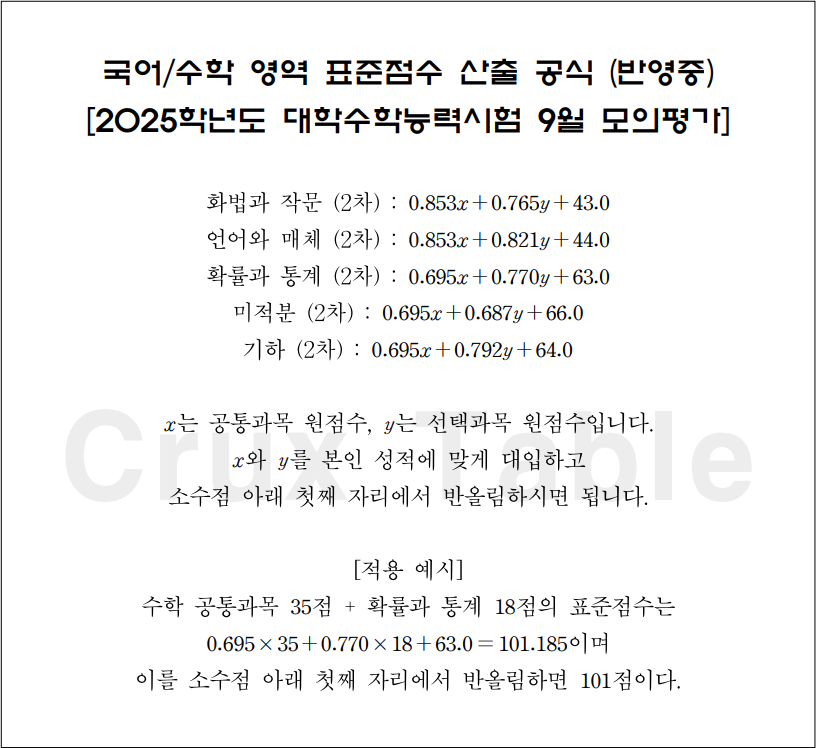 국어/수학 영역 표준점수 산출 공식 (반영중)
[2025학년도 대학수학능력시험 9월 모의평가]
화법과 작문 (2차) : 0.853x+0.765y+43.0
언어와 매체 (2차) : 0.853x+0.821y+44.0
확률과 통계 (2차) : 0.695x+0.770y+63.0
미적분 (2차) : 0.695x+0.687y+66.0
기하 (2차) : 0.695x+0.792y+64.0
Crux Table
x는 공통과목 원점수, y는 선택과목 원점수입니다.
x와 y를 본인 성적에 맞게 대입하고
소수점 아래 첫째 자리에서 반올림하시면 됩니다.
[적용 예시]
수학 공통과목 35점 + 확률과 통계 18점의 표준점수는
0.695×35+0.770×18+63.0=101.185이며
이를 소수점 아래 첫째 자리에서 반올림하면 101점이다.